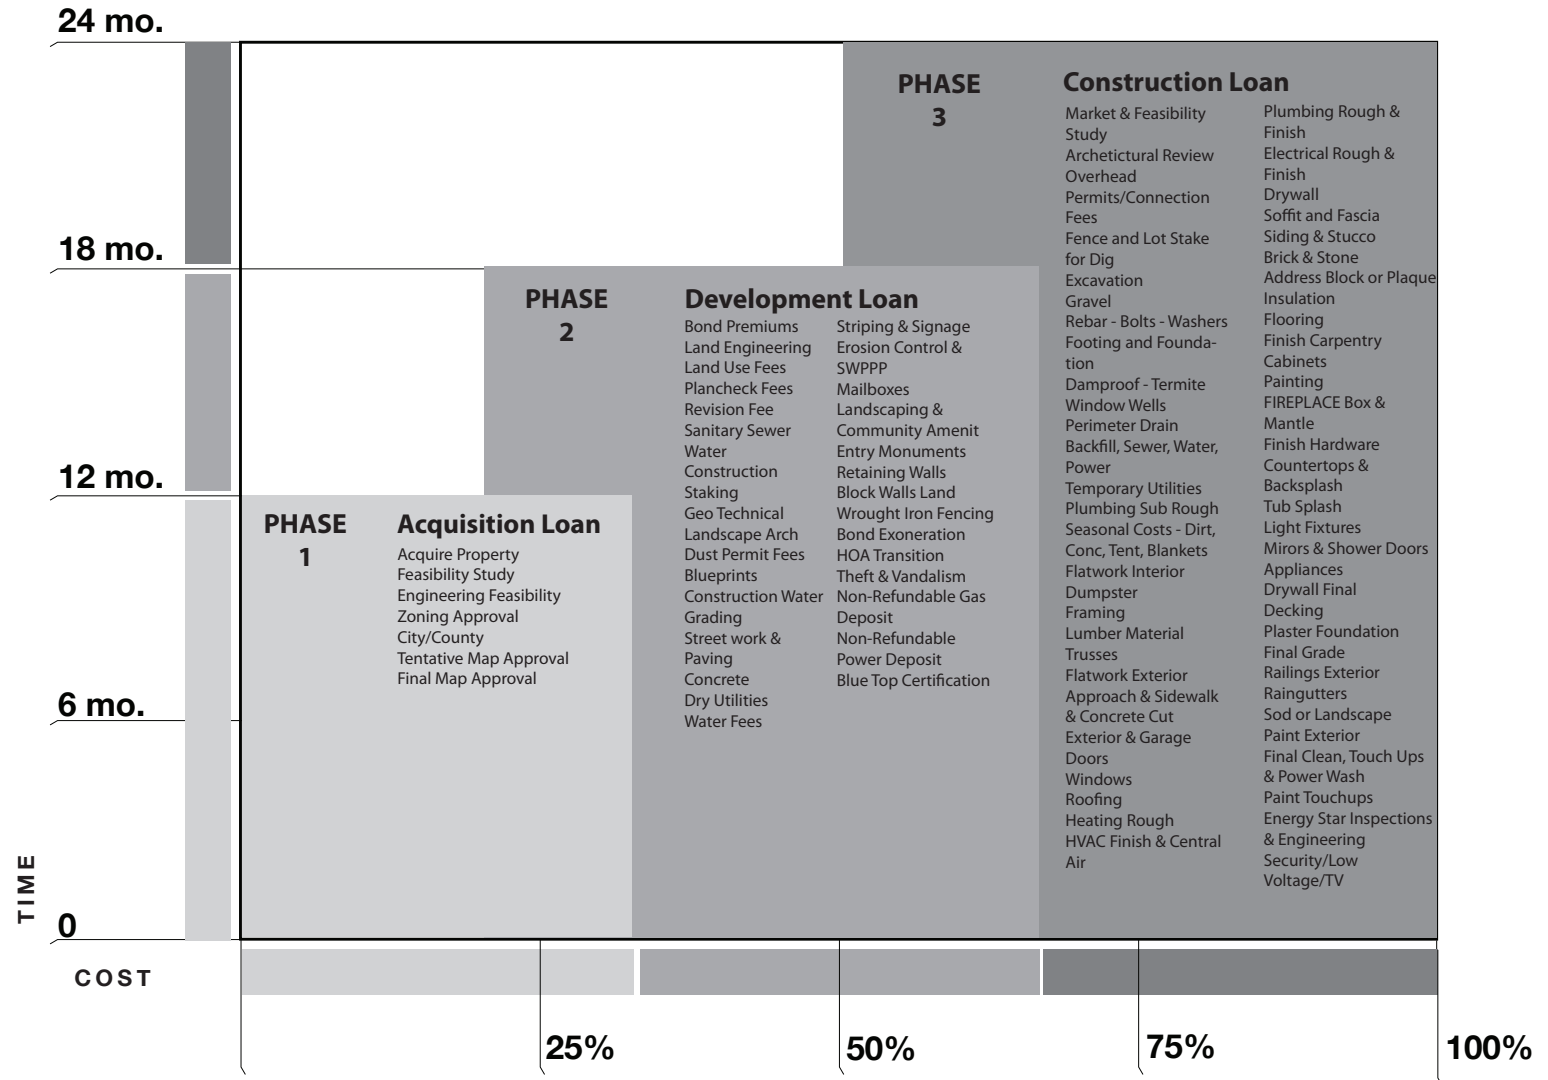 24 mo.
18 mo.
12 mo.
6 mo.
0
TIME
COST
25%
50%
75%
100%
PHASE
1
Acquisition Loan
Acquire Property
Feasibility Study
Engineering Feasibility
Zoning Approval
City/County
Tentative Map Approval
Final Map Approval
PHASE
2
Development Loan
Bond Premiums
Land Engineering
Land Use Fees
Plancheck Fees
Revision Fee
Sanitary Sewer
Water
Construction
Staking
Geo Technical
Landscape Arch
Dust Permit Fees
Blueprints
Construction Water
Grading
Street work &
Paving
Concrete
Dry Utilities
Water Fees
Striping & Signage
Erosion Control &
SWPPP
Mailboxes
Landscaping &
Community Amenit
Entry Monuments
Retaining Walls
Block Walls Land
Wrought Iron Fencing
Bond Exoneration
HOA Transition
Theft & Vandalism
Non-Refundable Gas
Deposit
Non-Refundable
Power Deposit
Blue Top Certification
PHASE
3
Construction Loan
Market & Feasibility
Study
Archetictural Review
Overhead
Permits/Connection
Fees
Fence and Lot Stake
for Dig
Excavation
Gravel
Rebar - Bolts - Washers
Footing and Founda-
tion
Damproof - Termite
Window Wells
Perimeter Drain
Backfill, Sewer, Water,
Power
Temporary Utilities
Plumbing Sub Rough
Seasonal Costs - Dirt,
Conc, Tent, Blankets
Flatwork Interior
Dumpster
Framing
Lumber Material
Trusses
Flatwork Exterior
Approach & Sidewalk
& Concrete Cut
Exterior & Garage
Doors
Windows
Roofing
Heating Rough
HVAC Finish & Central
Air
Plumbing Rough &
Finish
Electrical Rough &
Finish
Drywall
Soffit and Fascia
Siding & Stucco
Brick & Stone
Address Block or Plaque
Insulation
Flooring
Finish Carpentry
Cabinets
Painting
FIREPLACE Box &
Mantle
Finish Hardware
Countertops &
Backsplash
Tub Splash
Light Fixtures
Mirors & Shower Doors
Appliances
Drywall Final
Decking
Plaster Foundation
Final Grade
Railings Exterior
Raingutters
Sod or Landscape
Paint Exterior
Final Clean, Touch Ups
& Power Wash
Paint Touchups
Energy Star Inspections
& Engineering
Security/Low
Voltage/TV